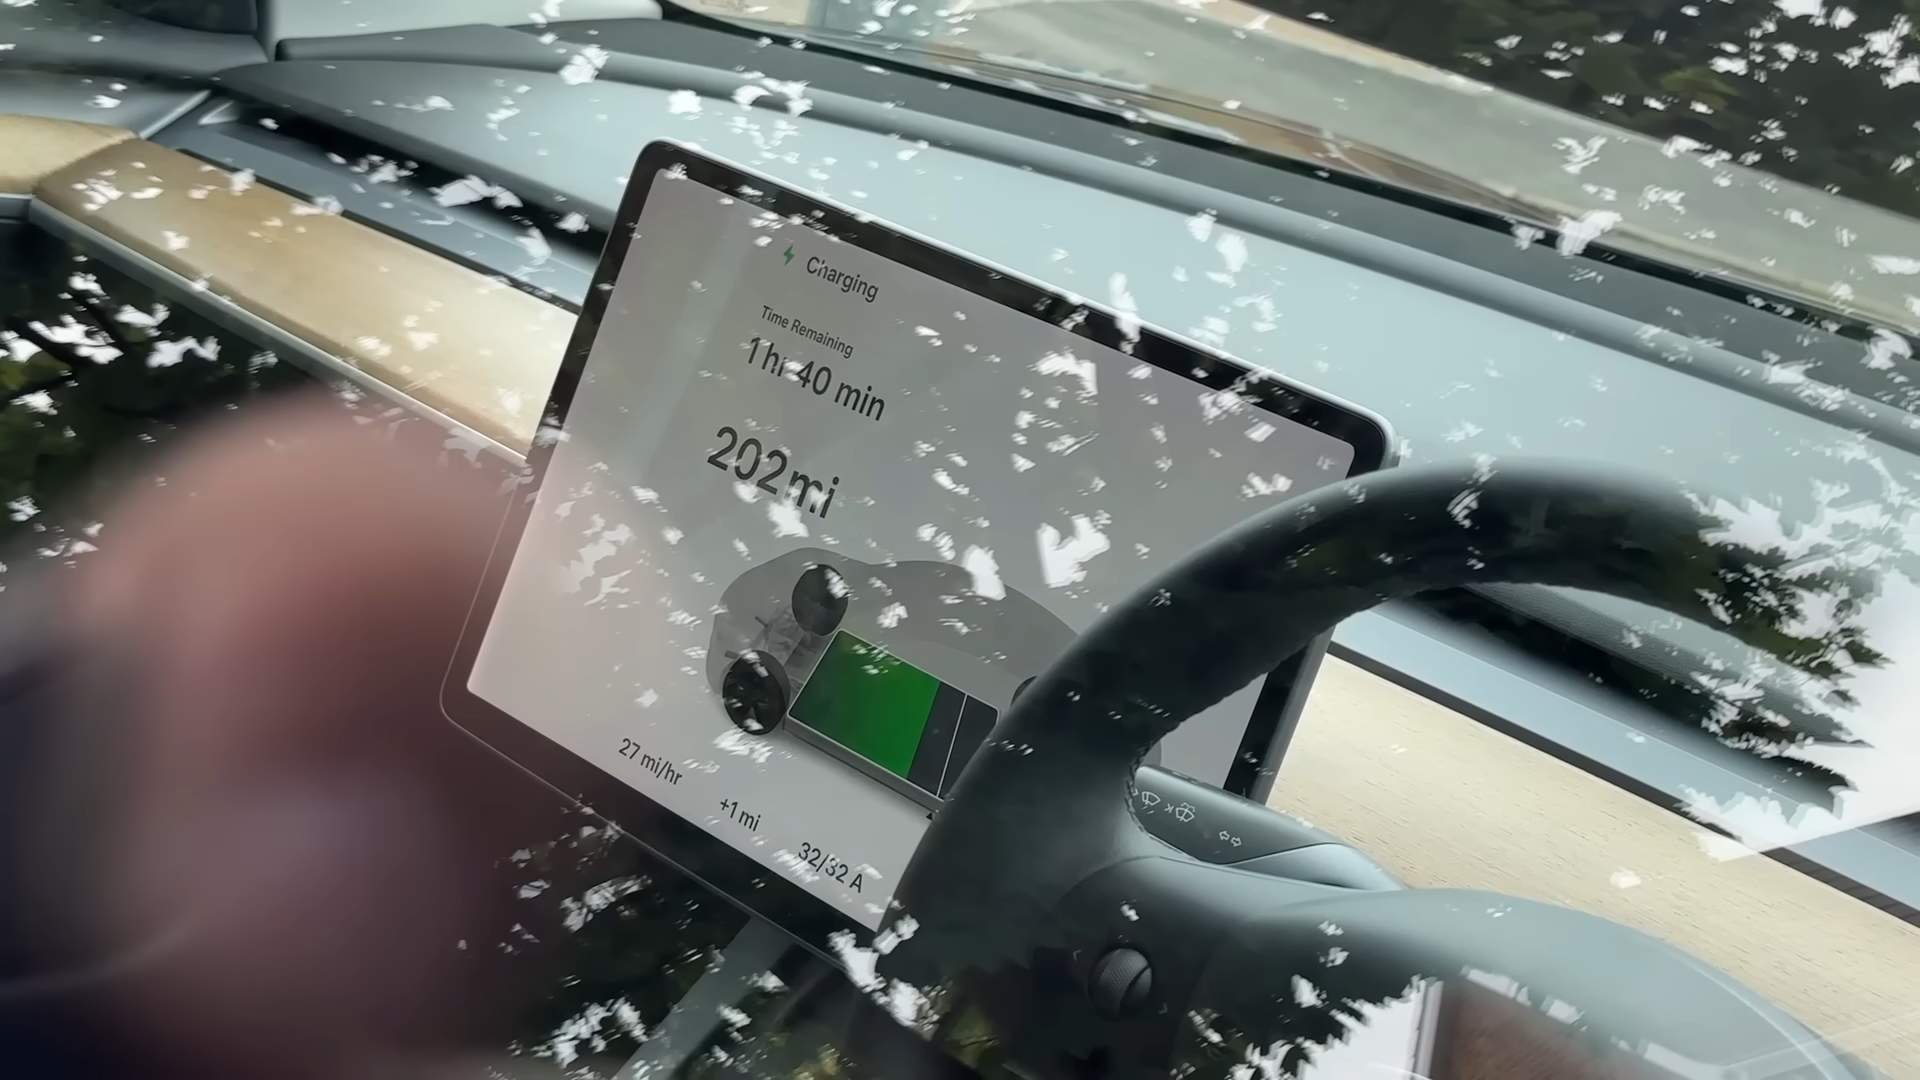 Charging
Time Remaining
1 hr 40 min
202 mi
27 mi/hr
+1 mi
32/32 A